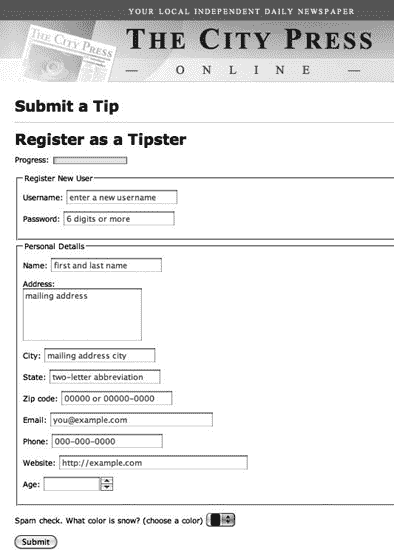 YOUR LOCAL INDEPENDENT DAILY NEWSPAPER
THE CITY PRESS
THE CITY PRESS
— O N L I N E —
Submit a Tip
Register as a Tipster
Progress:
Register New User
Username: enter a new username
Password: 6 digits or more
Personal Details
Name: first and last name
Address:
mailing address
City: mailing address city
State: two-letter abbreviation
Zip code: 00000 or 00000-0000
Email: you@example.com
Phone: 000-000-0000
Website: http://example.com
Age:
Spam check. What color is snow? (choose a color)
Submit